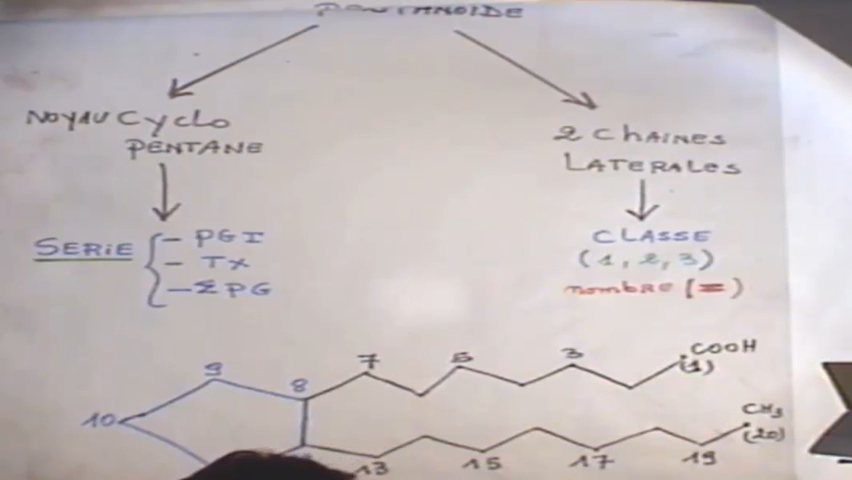 NOYAU Cyclo
PENTANE
2 CHAINES
LATERALES
SERIE
- PGI
- TX
- Σ PG
CLASSE
(1, 2, 3)
nombre (=)
9
8
10
7
5
3
COOH
(1)
CH3
(20)
13
15
17
19